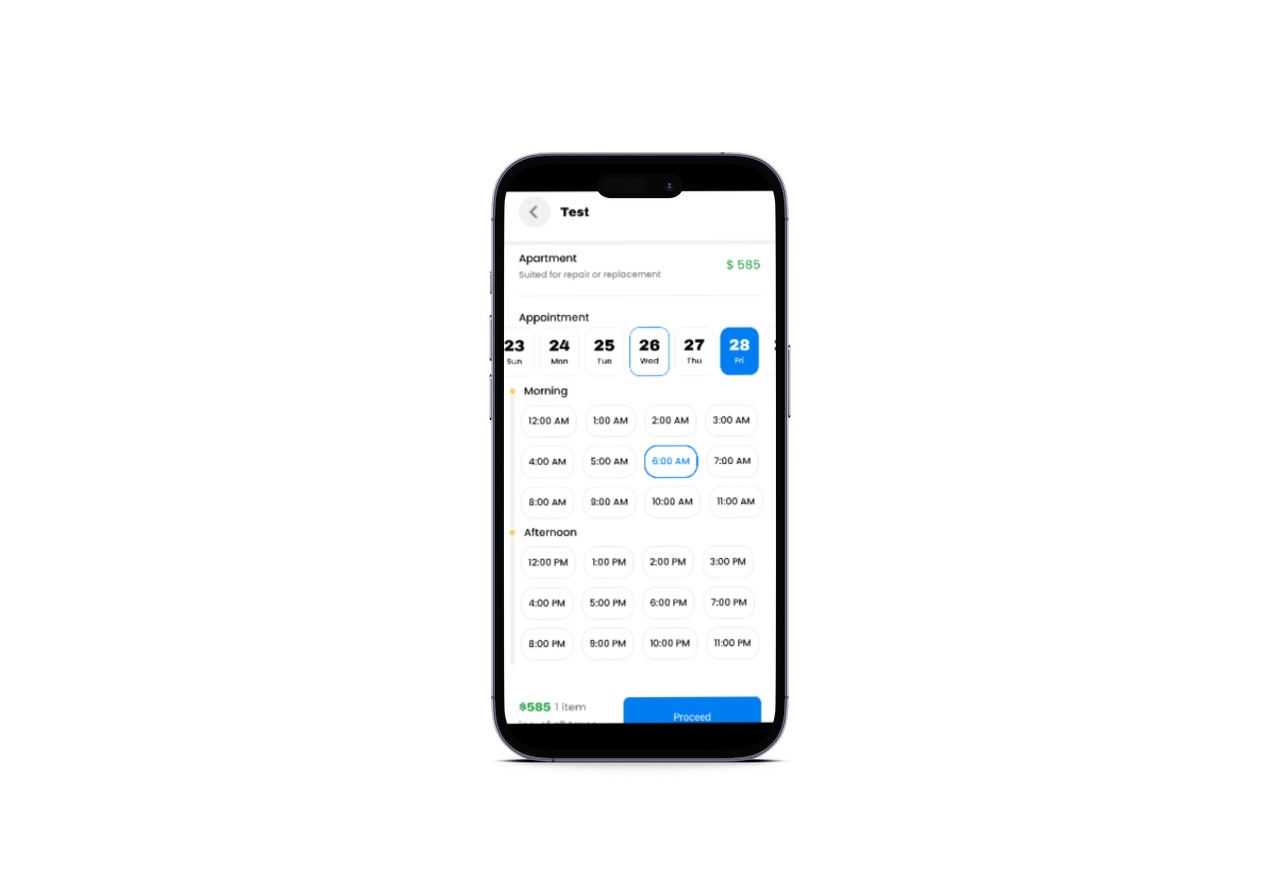 Test
Apartment
$ 585
Suited for repair or replacement
Appointment
23 24 25 26 27 28
Sun Mon Tue Wed Thu Fri
Morning
12:00 AM 1:00 AM 2:00 AM 3:00 AM
4:00 AM 5:00 AM 6:00 AM 7:00 AM
8:00 AM 9:00 AM 10:00 AM 11:00 AM
Afternoon
12:00 PM 1:00 PM 2:00 PM 3:00 PM
4:00 PM 5:00 PM 6:00 PM 7:00 PM
8:00 PM 9:00 PM 10:00 PM 11:00 PM
$585 1 item
Proceed